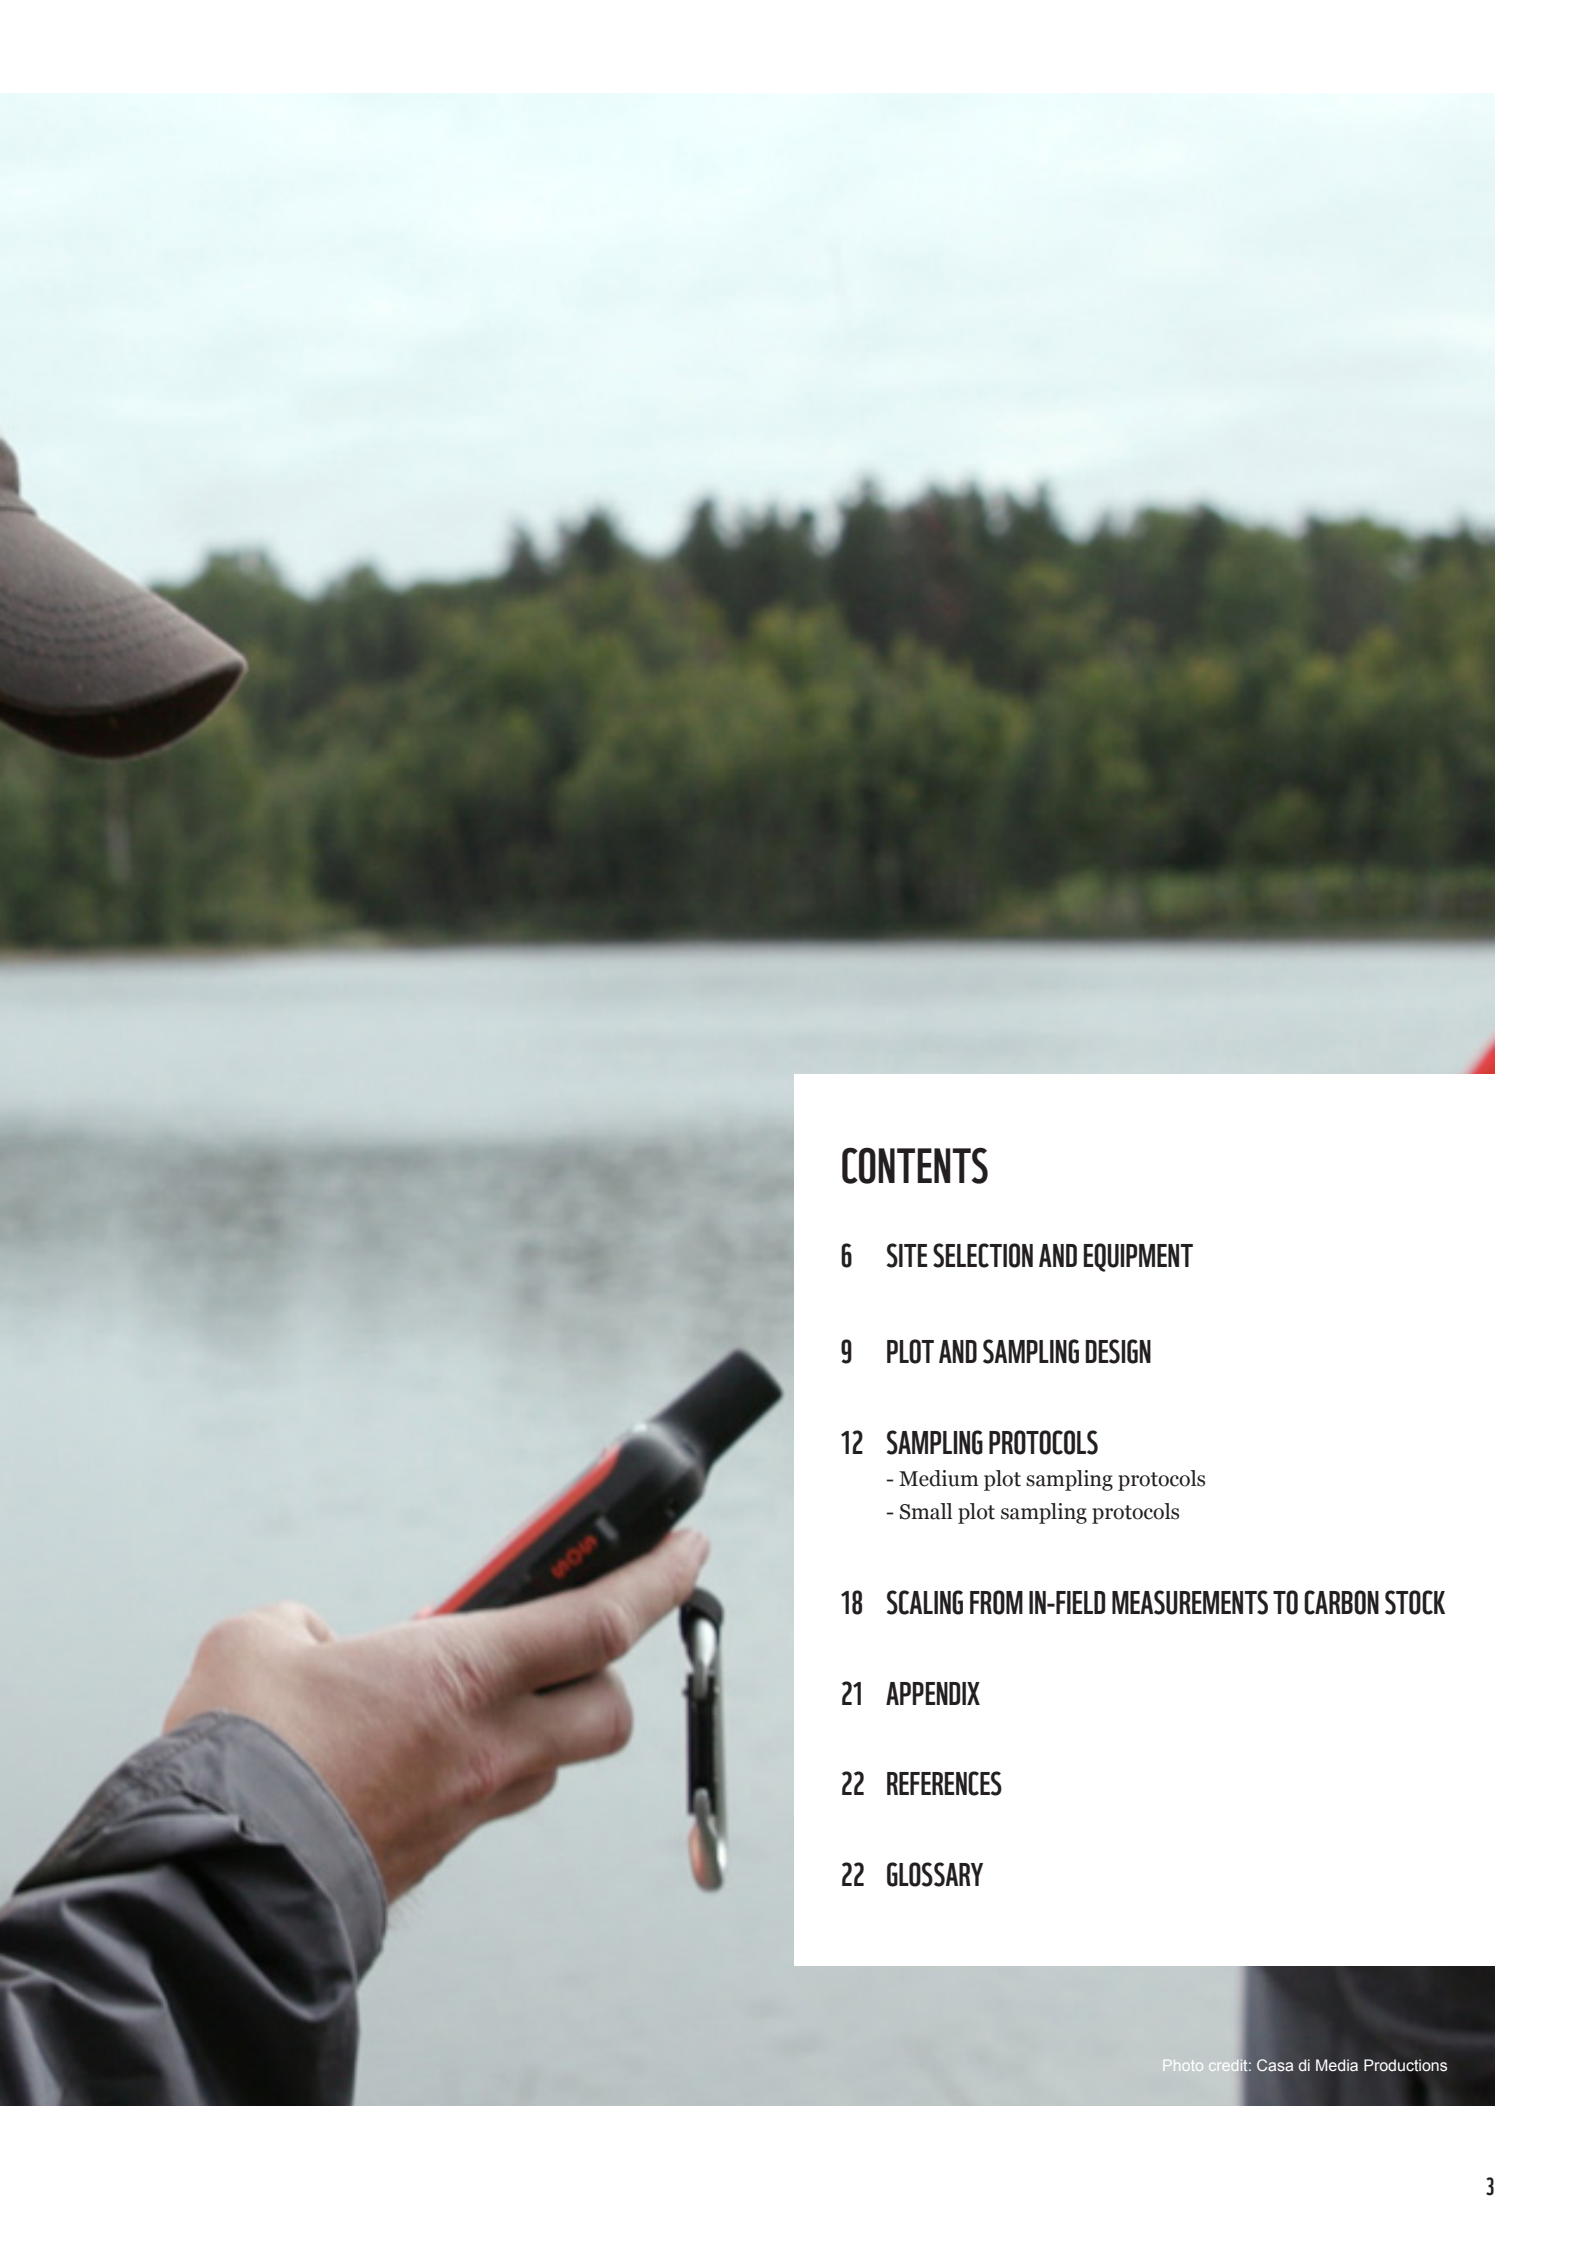 SOS
CONTENTS
6 SITE SELECTION AND EQUIPMENT
9 PLOT AND SAMPLING DESIGN
12 SAMPLING PROTOCOLS
- Medium plot sampling protocols
- Small plot sampling protocols
18 SCALING FROM IN-FIELD MEASUREMENTS TO CARBON STOCK
21 APPENDIX
22 REFERENCES
22 GLOSSARY
Photo credit: Casa di Media Productions
3